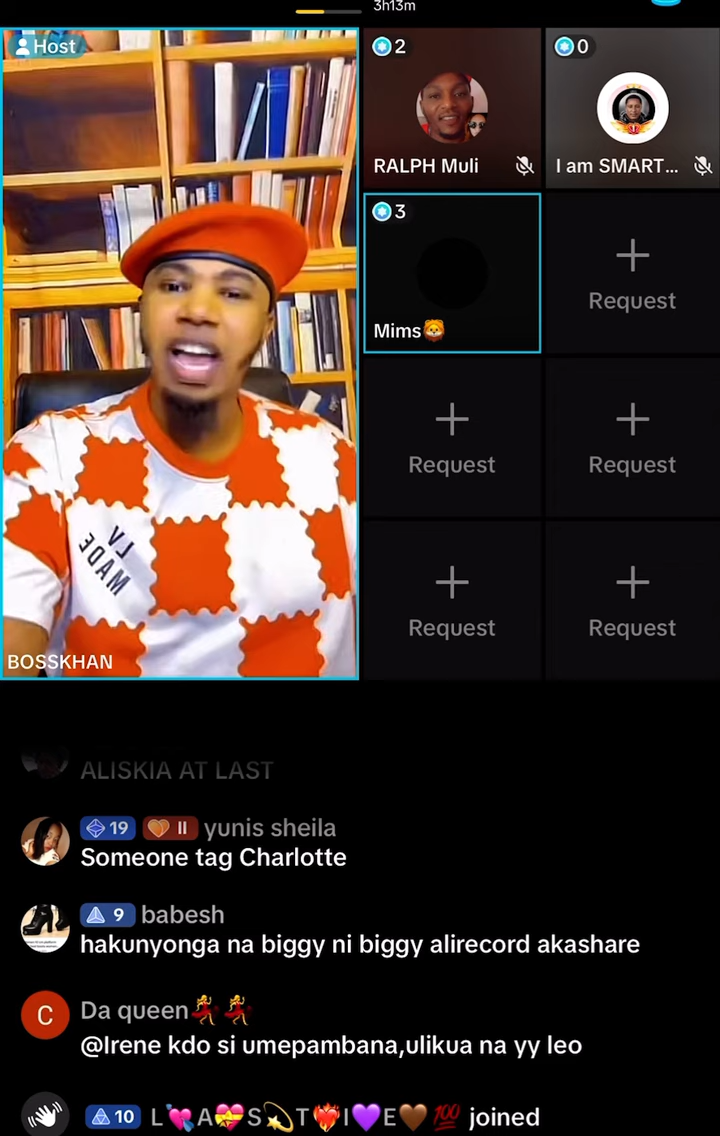 3h13m
Host
2
0
RALPH Muli
I am SMART...
3
Mims🦁
Request
Request
Request
Request
Request
LV
MADE
BOSSKHAN
ALISKIA AT LAST
19 II yunis sheila
Someone tag Charlotte
9 babesh
hakunyonga na biggy ni biggy alirecord akashare
C
Da queen💃💃
@Irene kdo si umepambana,ulikua na yy leo
10 L💘A💝S💫T❤️‍🔥I💜E🤎💯 joined